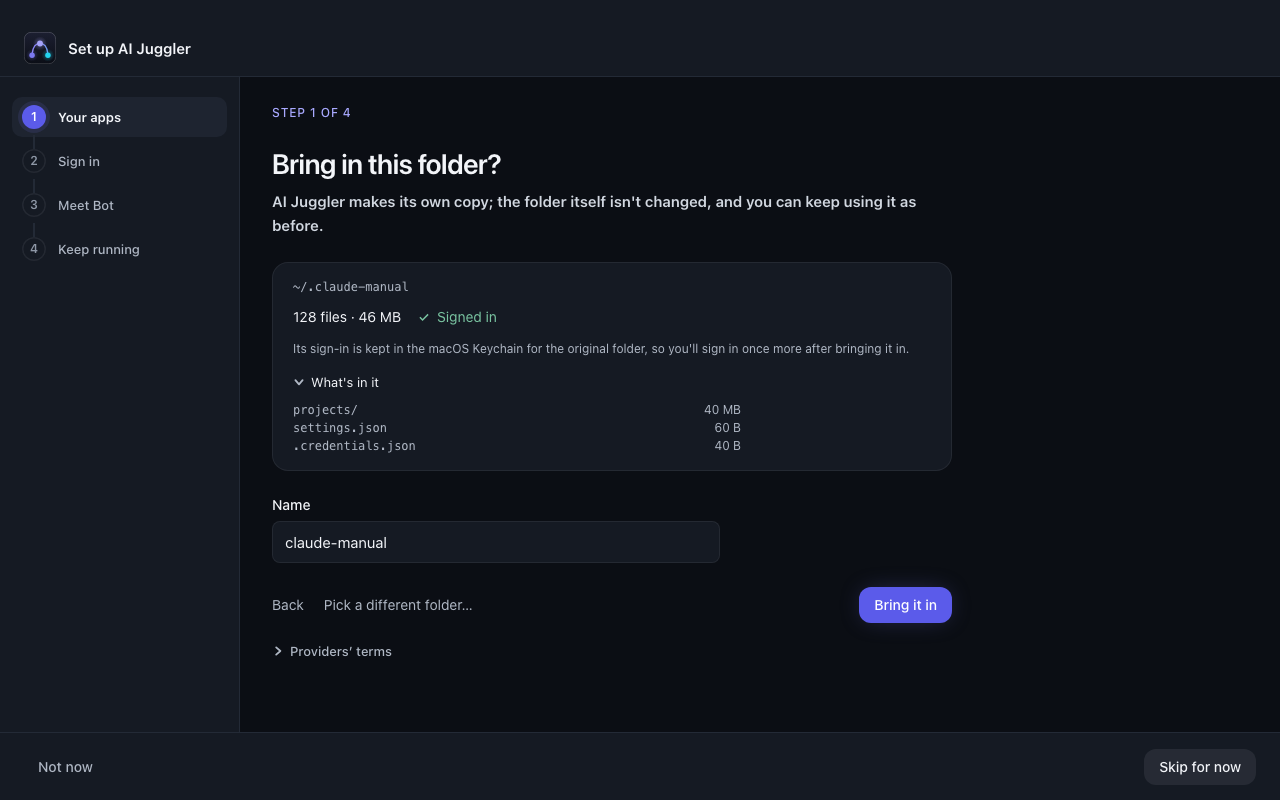 Set up AI Juggler
1 Your apps
2 Sign in
3 Meet Bot
4 Keep running
STEP 1 OF 4
Bring in this folder?
AI Juggler makes its own copy; the folder itself isn't changed, and you can keep using it as
before.
~/.claude-manual
128 files · 46 MB ✓ Signed in
Its sign-in is kept in the macOS Keychain for the original folder, so you'll sign in once more after bringing it in.
What's in it
projects/ 40 MB
settings.json 60 B
.credentials.json 40 B
Name
claude-manual
Back Pick a different folder... Bring it in
Providers’ terms
Not now Skip for now